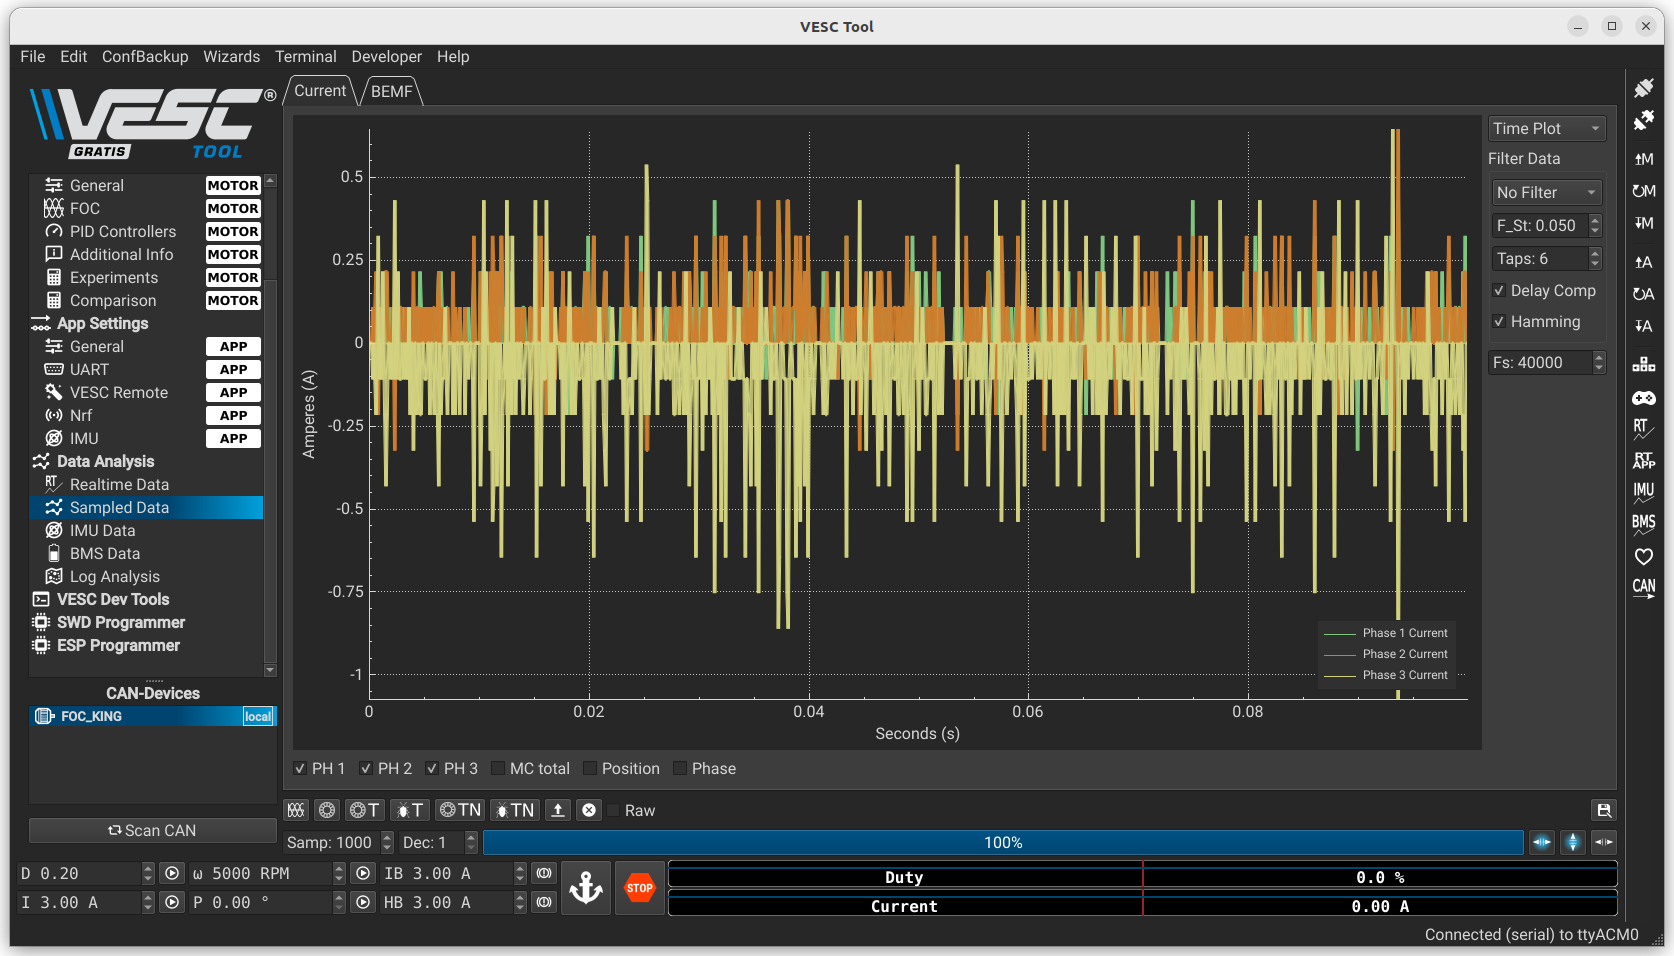 VESC Tool
File Edit ConfBackup Wizards Terminal Developer Help
VESC®
GRATIS TOOL
General MOTOR
FOC MOTOR
PID Controllers MOTOR
Additional Info MOTOR
Experiments MOTOR
Comparison MOTOR
App Settings
General APP
UART APP
VESC Remote APP
Nrf APP
IMU APP
Data Analysis
RT Realtime Data
Sampled Data
IMU Data
BMS Data
Log Analysis
VESC Dev Tools
SWD Programmer
ESP Programmer
CAN-Devices
FOC_KING local
Scan CAN
Current BEMF
Amperes (A)
0.5
0.25
0
-0.25
-0.5
-0.75
-1
0 0.02 0.04 0.06 0.08
Seconds (s)
Phase 1 Current
Phase 2 Current
Phase 3 Current
Time Plot
Filter Data
No Filter
F_St: 0.050
Taps: 6
Delay Comp
Hamming
Fs: 40000
PH 1 PH 2 PH 3 MC total Position Phase
T T TN TN Raw
Samp: 1000 Dec: 1 100%
D 0.20 ω 5000 RPM IB 3.00 A
I 3.00 A P 0.00 ° HB 3.00 A
STOP
Duty 0.0 %
Current 0.00 A
M
M
M
A
A
A
RT
RT APP
IMU
BMS
CAN
Connected (serial) to ttyACM0